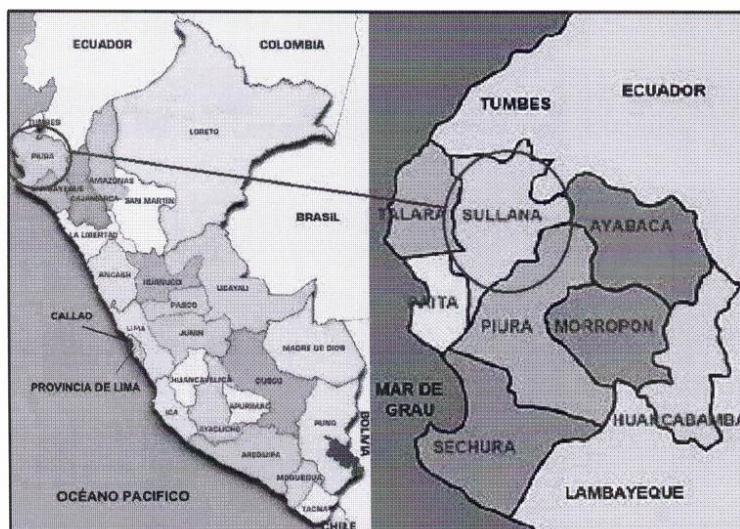 ECUADOR
COLOMBIA
TUMBES
PIURA
LORETO
AMAZONAS
CAJAMARCA
SAN MARTIN
LA LIBERTAD
BRASIL
ANCASH
HUANUCO
UCAYALI
PASCO
CALLAO
LIMA
JUNIN
MADRE DE DIOS
PROVINCIA DE LIMA
HUANCAVELICA
CUSCO
ICA
APURIMAC
AYACUCHO
PUNO
BOLIVIA
AREQUIPA
MOQUEGUA
OCÉANO PACIFICO
TACNA
CHILE
TUMBES
ECUADOR
TALARA
SULLANA
AYABACA
PAITA
PIURA
MORROPON
MAR DE
GRAU
HUANCABAMBA
SECHURA
LAMBAYEQUE